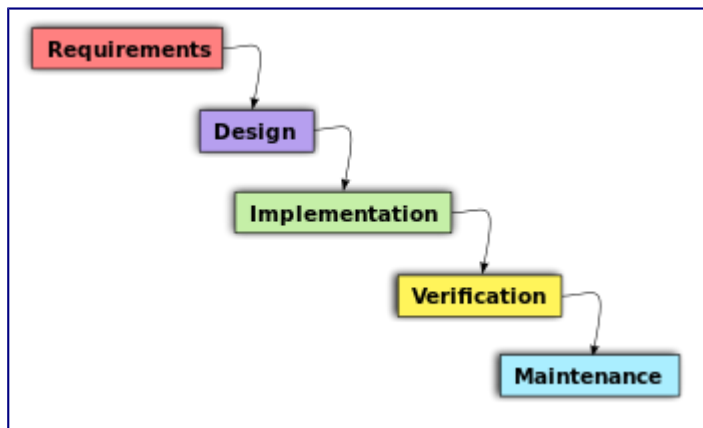 Requirements
Design
Implementation
Verification
Maintenance